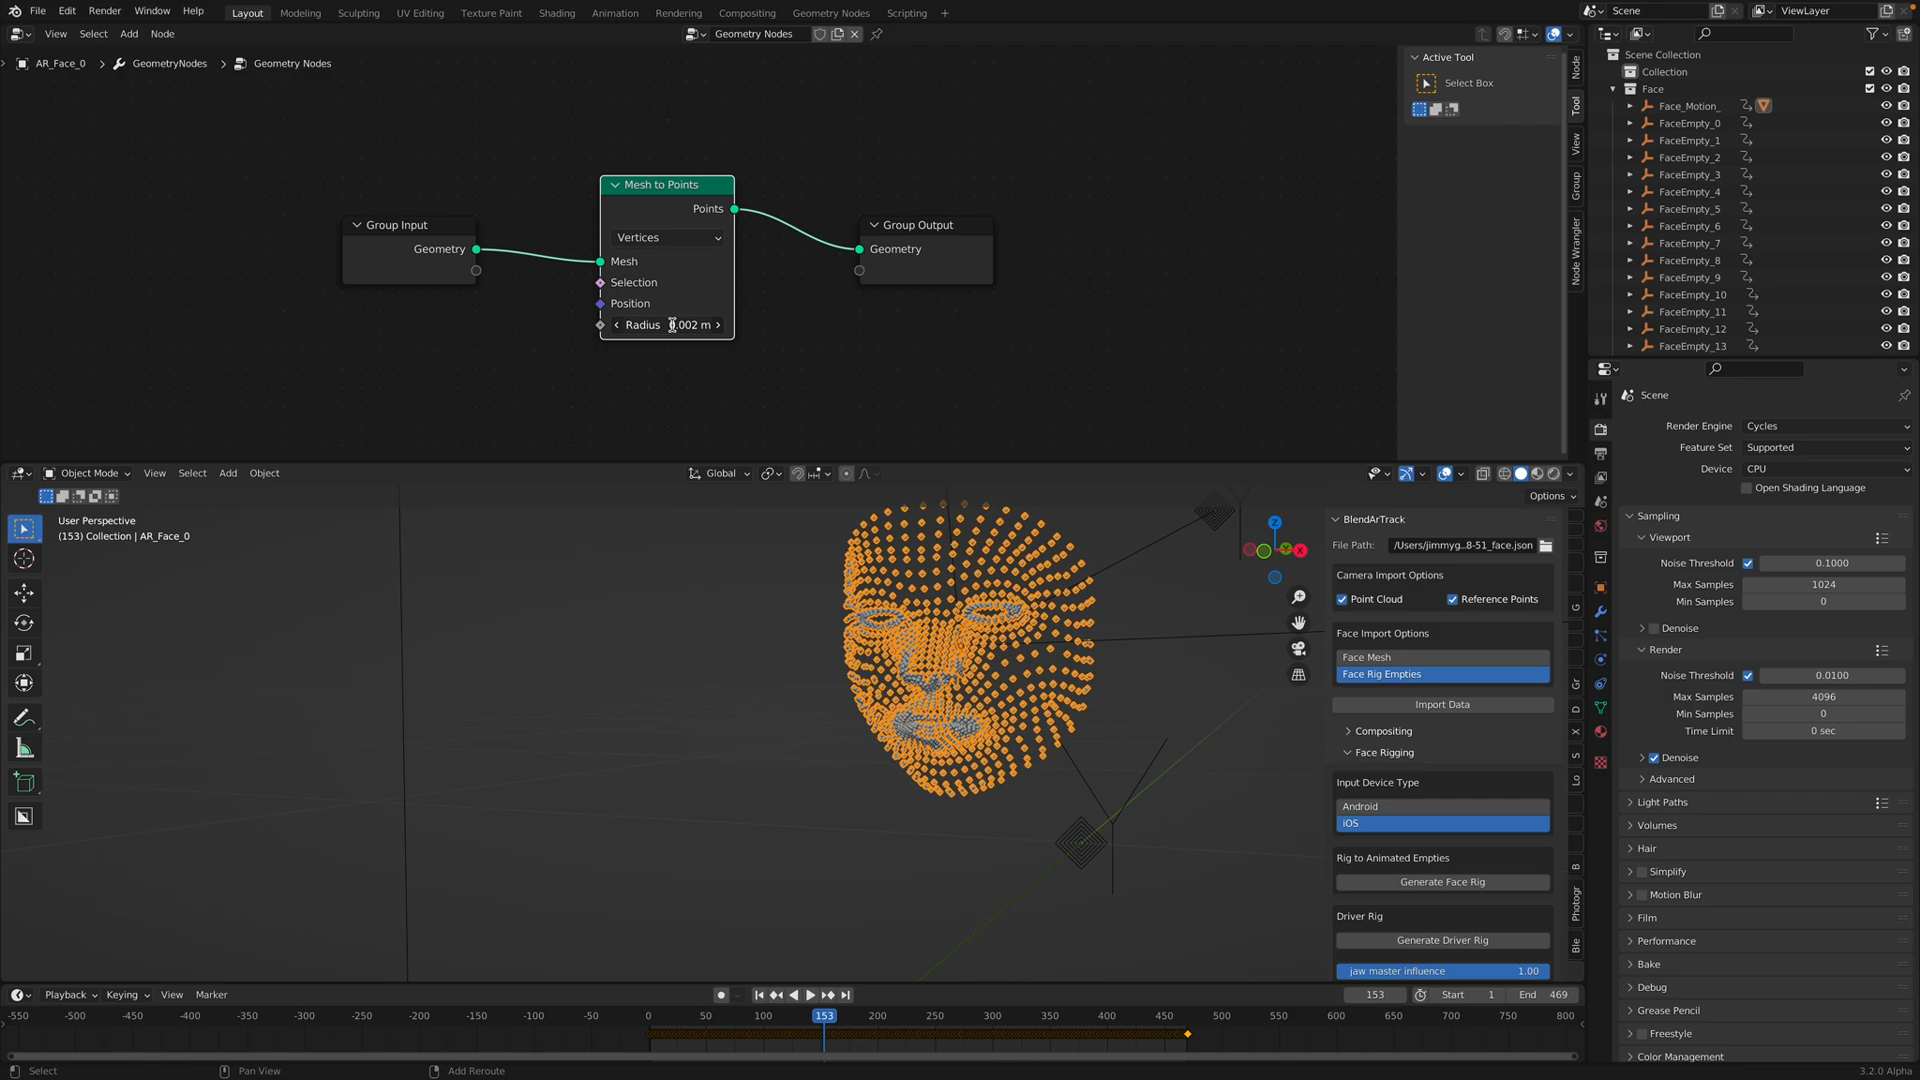 File Edit Render Window Help Layout Modeling Sculpting UV Editing Texture Paint Shading Animation Rendering Compositing Geometry Nodes Scripting + Scene ViewLayer
View Select Add Node Geometry Nodes
AR_Face_0 > GeometryNodes > Geometry Nodes
Active Tool
Select Box
Node
Tool
View
Group
Node Wrangler
Mesh to Points
Points
Vertices
Mesh
Selection
Position
Radius 0.002 m
Group Input
Geometry
Group Output
Geometry
Scene Collection
Collection
Face
Face_Motion_
FaceEmpty_0
FaceEmpty_1
FaceEmpty_2
FaceEmpty_3
FaceEmpty_4
FaceEmpty_5
FaceEmpty_6
FaceEmpty_7
FaceEmpty_8
FaceEmpty_9
FaceEmpty_10
FaceEmpty_11
FaceEmpty_12
FaceEmpty_13
Scene
Render Engine Cycles
Feature Set Supported
Device CPU
Open Shading Language
Sampling
Viewport
Noise Threshold 0.1000
Max Samples 1024
Min Samples 0
Denoise
Render
Noise Threshold 0.0100
Max Samples 4096
Min Samples 0
Time Limit 0 sec
Denoise
Advanced
Light Paths
Volumes
Hair
Simplify
Motion Blur
Film
Performance
Bake
Debug
Grease Pencil
Freestyle
Color Management
Object Mode View Select Add Object Global
Options
User Perspective
(153) Collection | AR_Face_0
Z
X
BlendArTrack
File Path: /Users/jimmyg...8-51_face.json
Camera Import Options
Point Cloud Reference Points
Face Import Options
Face Mesh
Face Rig Empties
Import Data
Compositing
Face Rigging
Input Device Type
Android
iOS
Rig to Animated Empties
Generate Face Rig
Driver Rig
Generate Driver Rig
jaw master influence 1.00
G
Gr
D
X
S
Lo
B
Photogr
Ble
Playback Keying View Marker 153 Start 1 End 469
-550 -500 -450 -400 -350 -300 -250 -200 -150 -100 -50 0 50 100 153 200 250 300 350 400 450 500 550 600 650 700 750 800
Select Pan View Add Reroute 3.2.0 Alpha